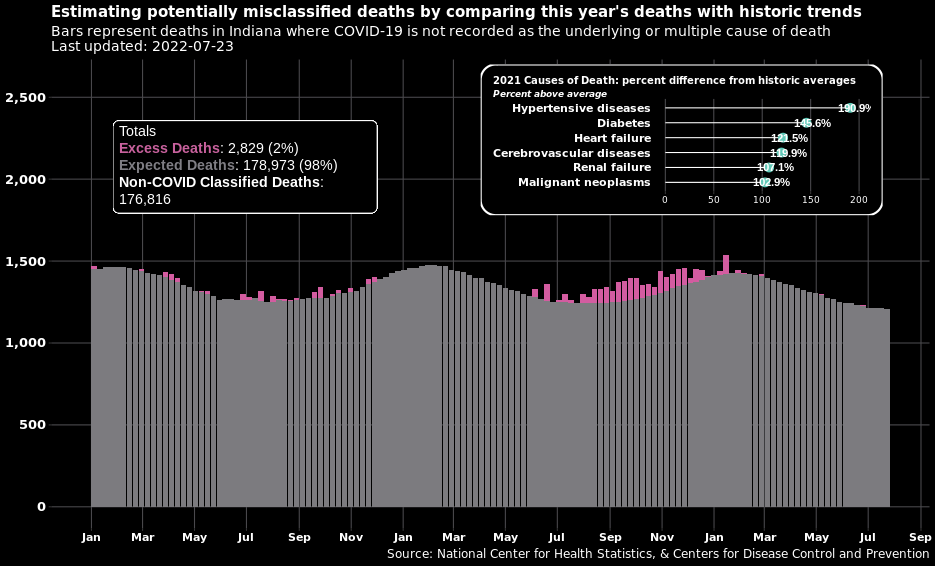 Estimating potentially misclassified deaths by comparing this year's deaths with historic trends
Bars represent deaths in Indiana where COVID-19 is not recorded as the underlying or multiple cause of death
Last updated: 2022-07-23
2021 Causes of Death: percent difference from historic averages
Percent above average
Hypertensive diseases 190.9%
Diabetes 145.6%
Heart failure 121.5%
Cerebrovascular diseases 119.9%
Renal failure 107.1%
Malignant neoplasms 102.9%
0 50 100 150 200
Totals
Excess Deaths: 2,829 (2%)
Expected Deaths: 178,973 (98%)
Non-COVID Classified Deaths:
176,816
2,500
2,000
1,500
1,000
500
0
Jan Mar May Jul Sep Nov Jan Mar May Jul Sep Nov Jan Mar May Jul Sep
Source: National Center for Health Statistics, & Centers for Disease Control and Prevention